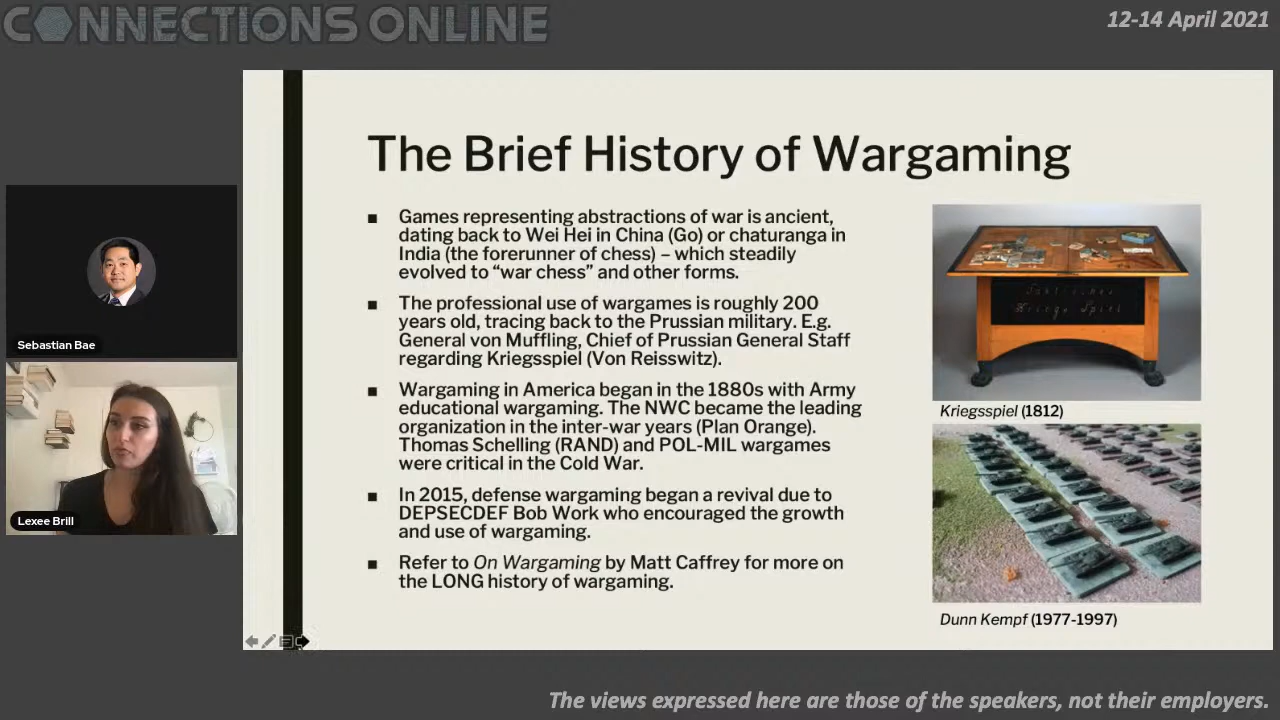 CONNECTIONS ONLINE
12-14 April 2021
The Brief History of Wargaming
■ Games representing abstractions of war is ancient,
dating back to Wei Hei in China (Go) or chaturanga in
India (the forerunner of chess) – which steadily
evolved to “war chess” and other forms.
■ The professional use of wargames is roughly 200
years old, tracing back to the Prussian military. E.g.
General von Muffling, Chief of Prussian General Staff
regarding Kriegsspiel (Von Reisswitz).
■ Wargaming in America began in the 1880s with Army
educational wargaming. The NWC became the leading
organization in the inter-war years (Plan Orange).
Thomas Schelling (RAND) and POL-MIL wargames
were critical in the Cold War.
■ In 2015, defense wargaming began a revival due to
DEPSECDEF Bob Work who encouraged the growth
and use of wargaming.
■ Refer to On Wargaming by Matt Caffrey for more on
the LONG history of wargaming.
Kriegsspiel (1812)
Dunn Kempf (1977-1997)
Sebastian Bae
Lexee Brill
The views expressed here are those of the speakers, not their employers.